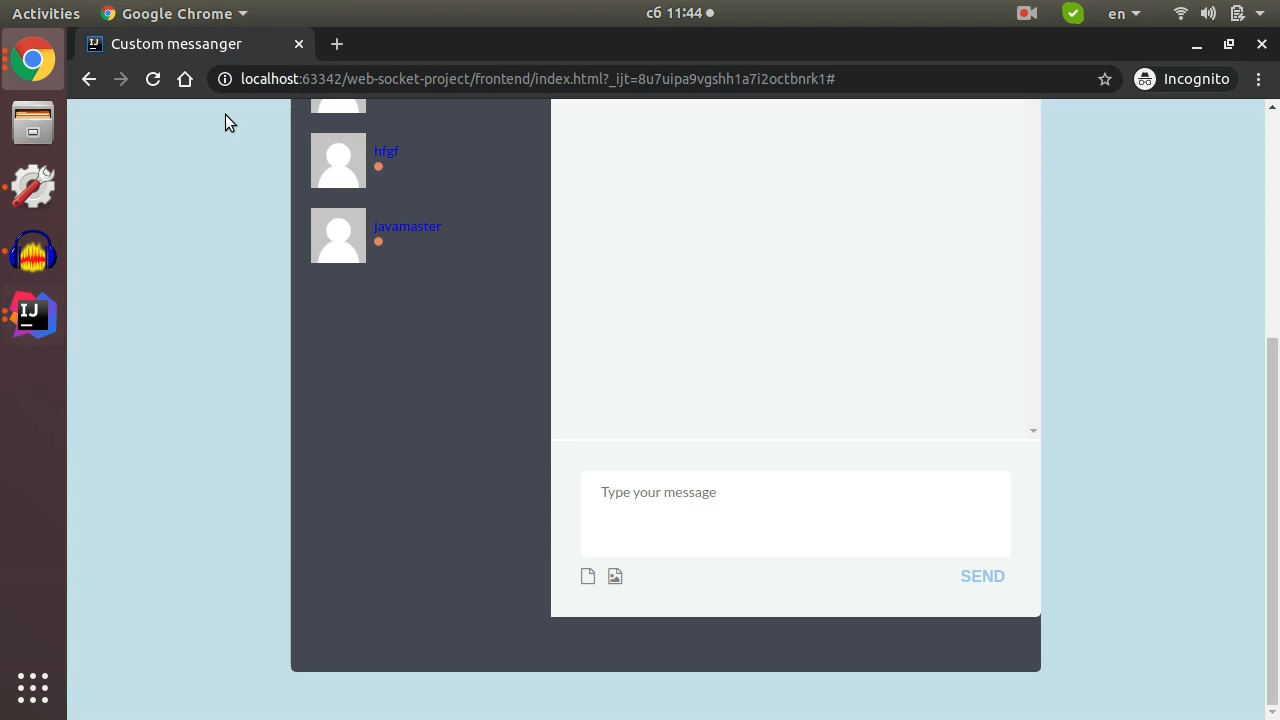 Activities Google Chrome сб 11:44 en
Custom messanger
localhost:63342/web-socket-project/frontend/index.html?_ijt=8u7uipa9vgshh1a7i2octbnrk1# Incognito
IJ
hfgf
javamaster
Type your message
SEND